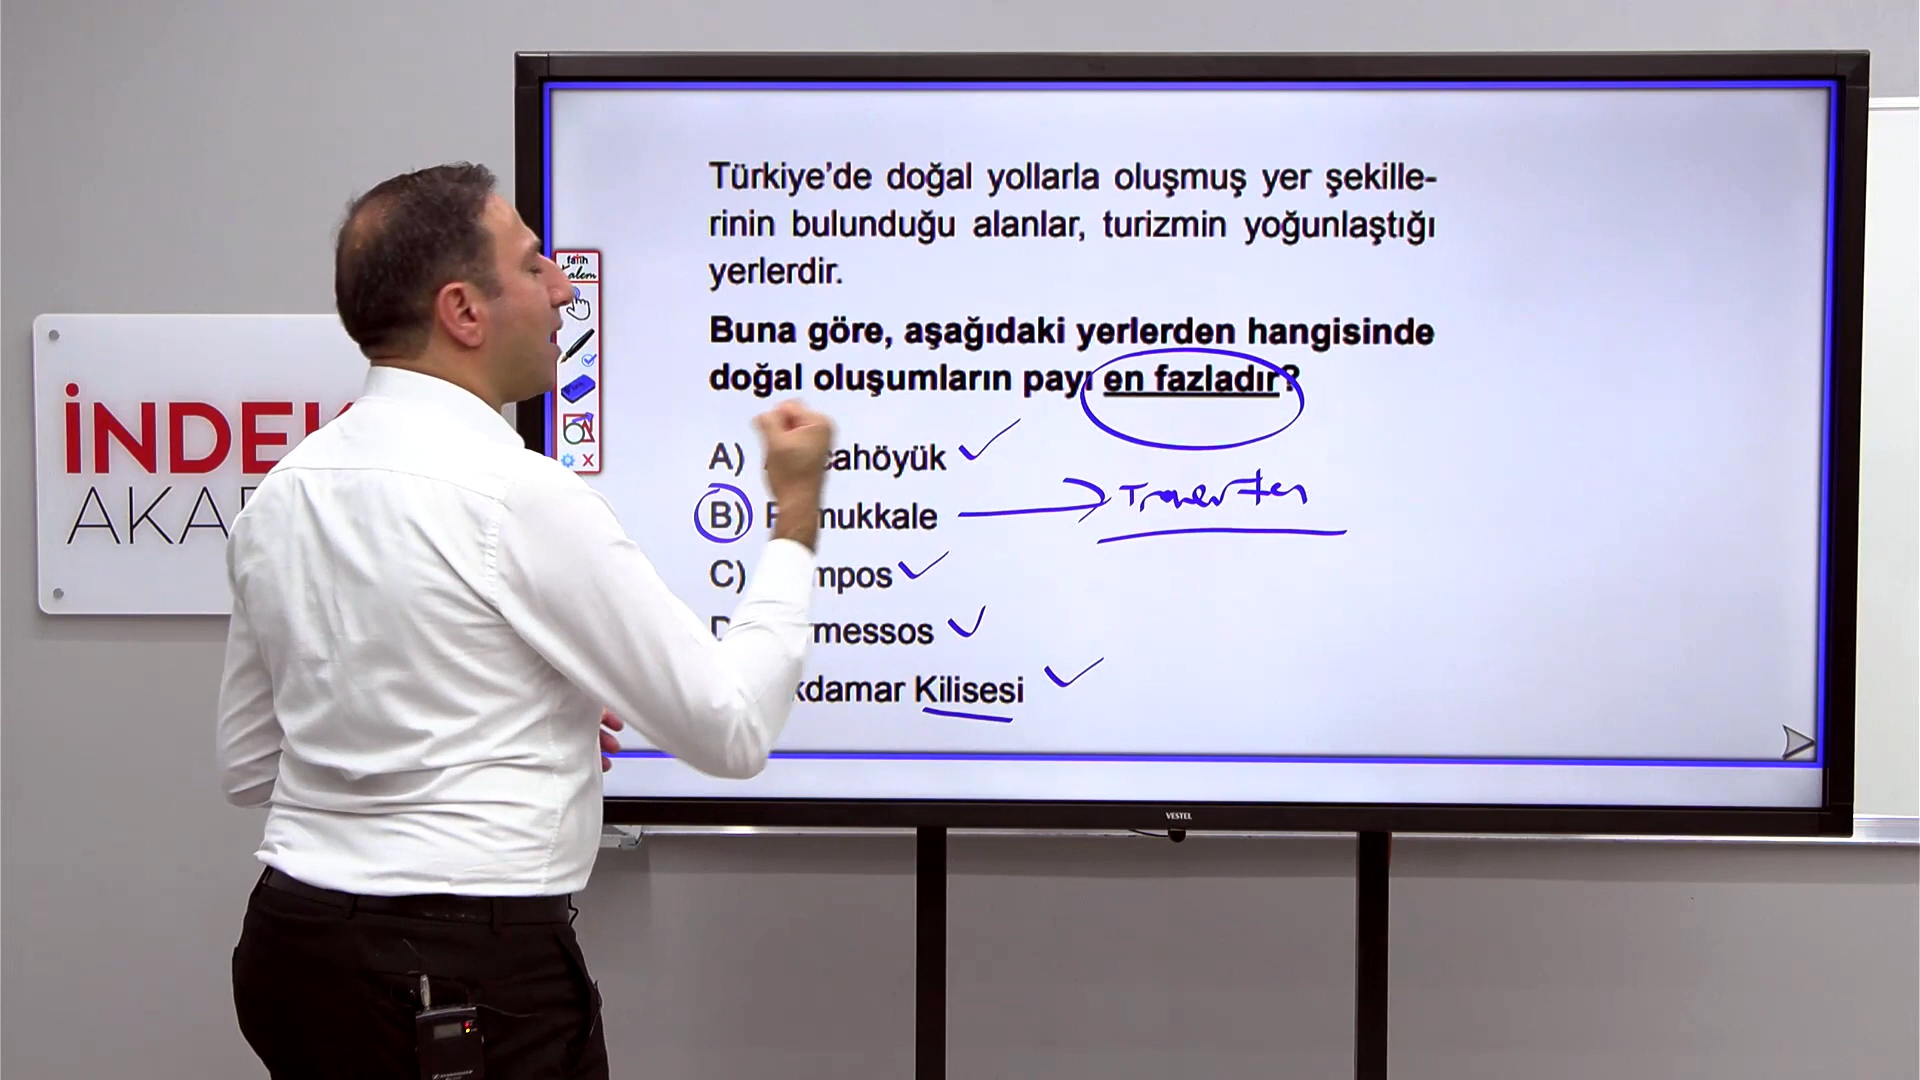 fatih
kalem
Türkiye'de doğal yollarla oluşmuş yer şekille-
rinin bulunduğu alanlar, turizmin yoğunlaştığı
yerlerdir.
Buna göre, aşağıdaki yerlerden hangisinde
doğal oluşumların payı en fazladır?
A) cahöyük
B) P mukkale
Traverten
C) mpos
D rmessos
kdamar Kilisesi
İNDEK
AKA
VESTEL